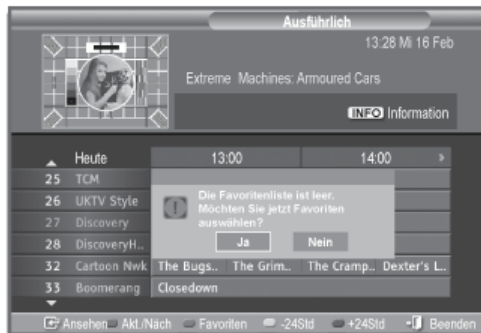 Ausführlich
13:28 Mi 16 Feb
Extreme Machines: Armoured Cars
INFO Information
Heute 13:00 14:00 »
25 TCM
26 UKTV Style
27 Discovery
28 DiscoveryH..
32 Cartoon Nwk The Bugs.. The Grim.. The Cramp.. Dexter's L..
33 Boomerang Closedown
Die Favoritenliste ist leer.
Möchten Sie jetzt Favoriten
auswählen?
Ja Nein
Ansehen Akt./Näch Favoriten -24Std +24Std Beenden